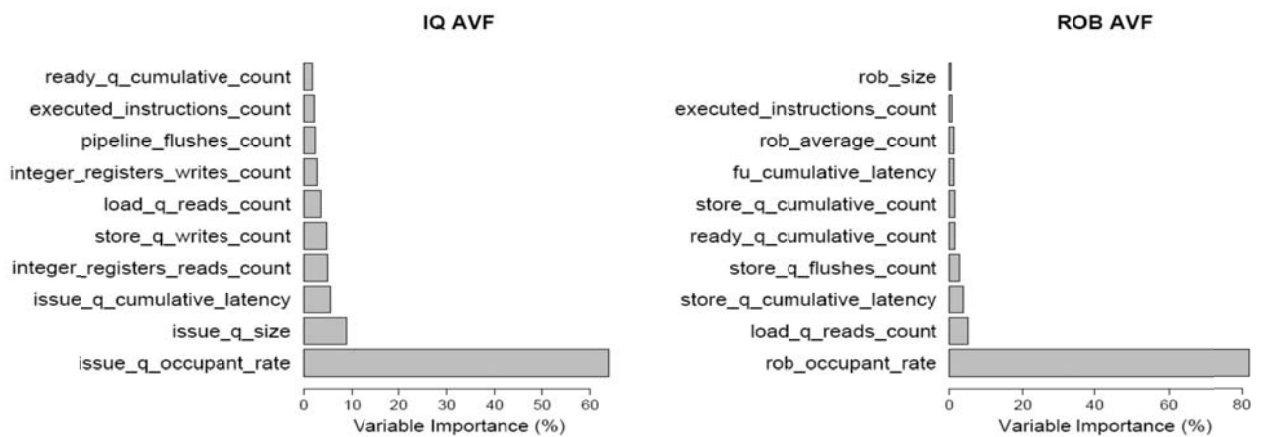 IQ AVF
ready_q_cumulative_count
executed_instructions_count
pipeline_flushes_count
integer_registers_writes_count
load_q_reads_count
store_q_writes_count
integer_registers_reads_count
issue_q_cumulative_latency
issue_q_size
issue_q_occupant_rate
0 10 20 30 40 50 60
Variable Importance (%)
ROB AVF
rob_size
executed_instructions_count
rob_average_count
fu_cumulative_latency
store_q_cumulative_count
ready_q_cumulative_count
store_q_flushes_count
store_q_cumulative_latency
load_q_reads_count
rob_occupant_rate
0 20 40 60 80
Variable Importance (%)